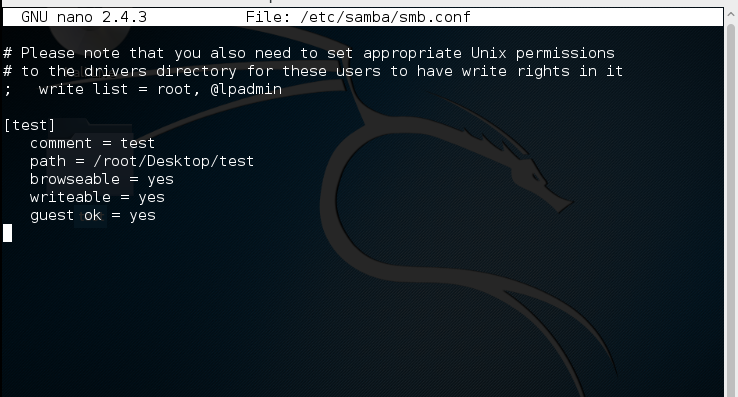 GNU nano 2.4.3 File: /etc/samba/smb.conf
# Please note that you also need to set appropriate Unix permissions
# to the drivers directory for these users to have write rights in it
;   write list = root, @lpadmin
[test]
   comment = test
   path = /root/Desktop/test
   browseable = yes
   writeable = yes
   guest ok = yes